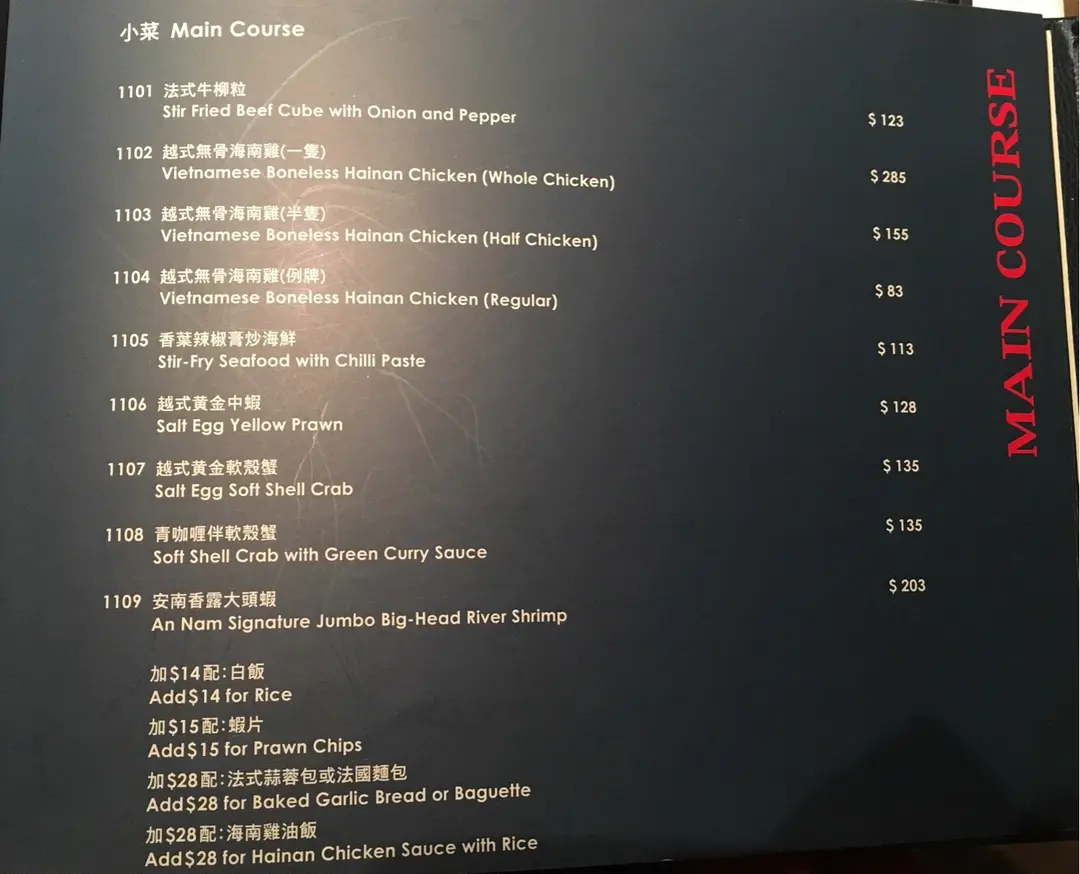 小菜 Main Course
1101 法式牛柳粒
Stir Fried Beef Cube with Onion and Pepper
$ 123
1102 越式無骨海南雞(一隻)
Vietnamese Boneless Hainan Chicken (Whole Chicken)
$ 285
1103 越式無骨海南雞(半隻)
Vietnamese Boneless Hainan Chicken (Half Chicken)
$ 155
1104 越式無骨海南雞(例牌)
Vietnamese Boneless Hainan Chicken (Regular)
$ 83
1105 香葉辣椒膏炒海鮮
Stir-Fry Seafood with Chilli Paste
$ 113
1106 越式黃金中蝦
Salt Egg Yellow Prawn
$ 128
1107 越式黃金軟殼蟹
Salt Egg Soft Shell Crab
$ 135
1108 青咖喱伴軟殼蟹
Soft Shell Crab with Green Curry Sauce
$ 135
1109 安南香露大頭蝦
An Nam Signature Jumbo Big-Head River Shrimp
$ 203
加$14配:白飯
Add$14 for Rice
加$15配:蝦片
Add$15 for Prawn Chips
加$28配:法式蒜蓉包或法國麵包
Add$28 for Baked Garlic Bread or Baguette
加$28配:海南雞油飯
Add$28 for Hainan Chicken Sauce with Rice
MAIN COURSE